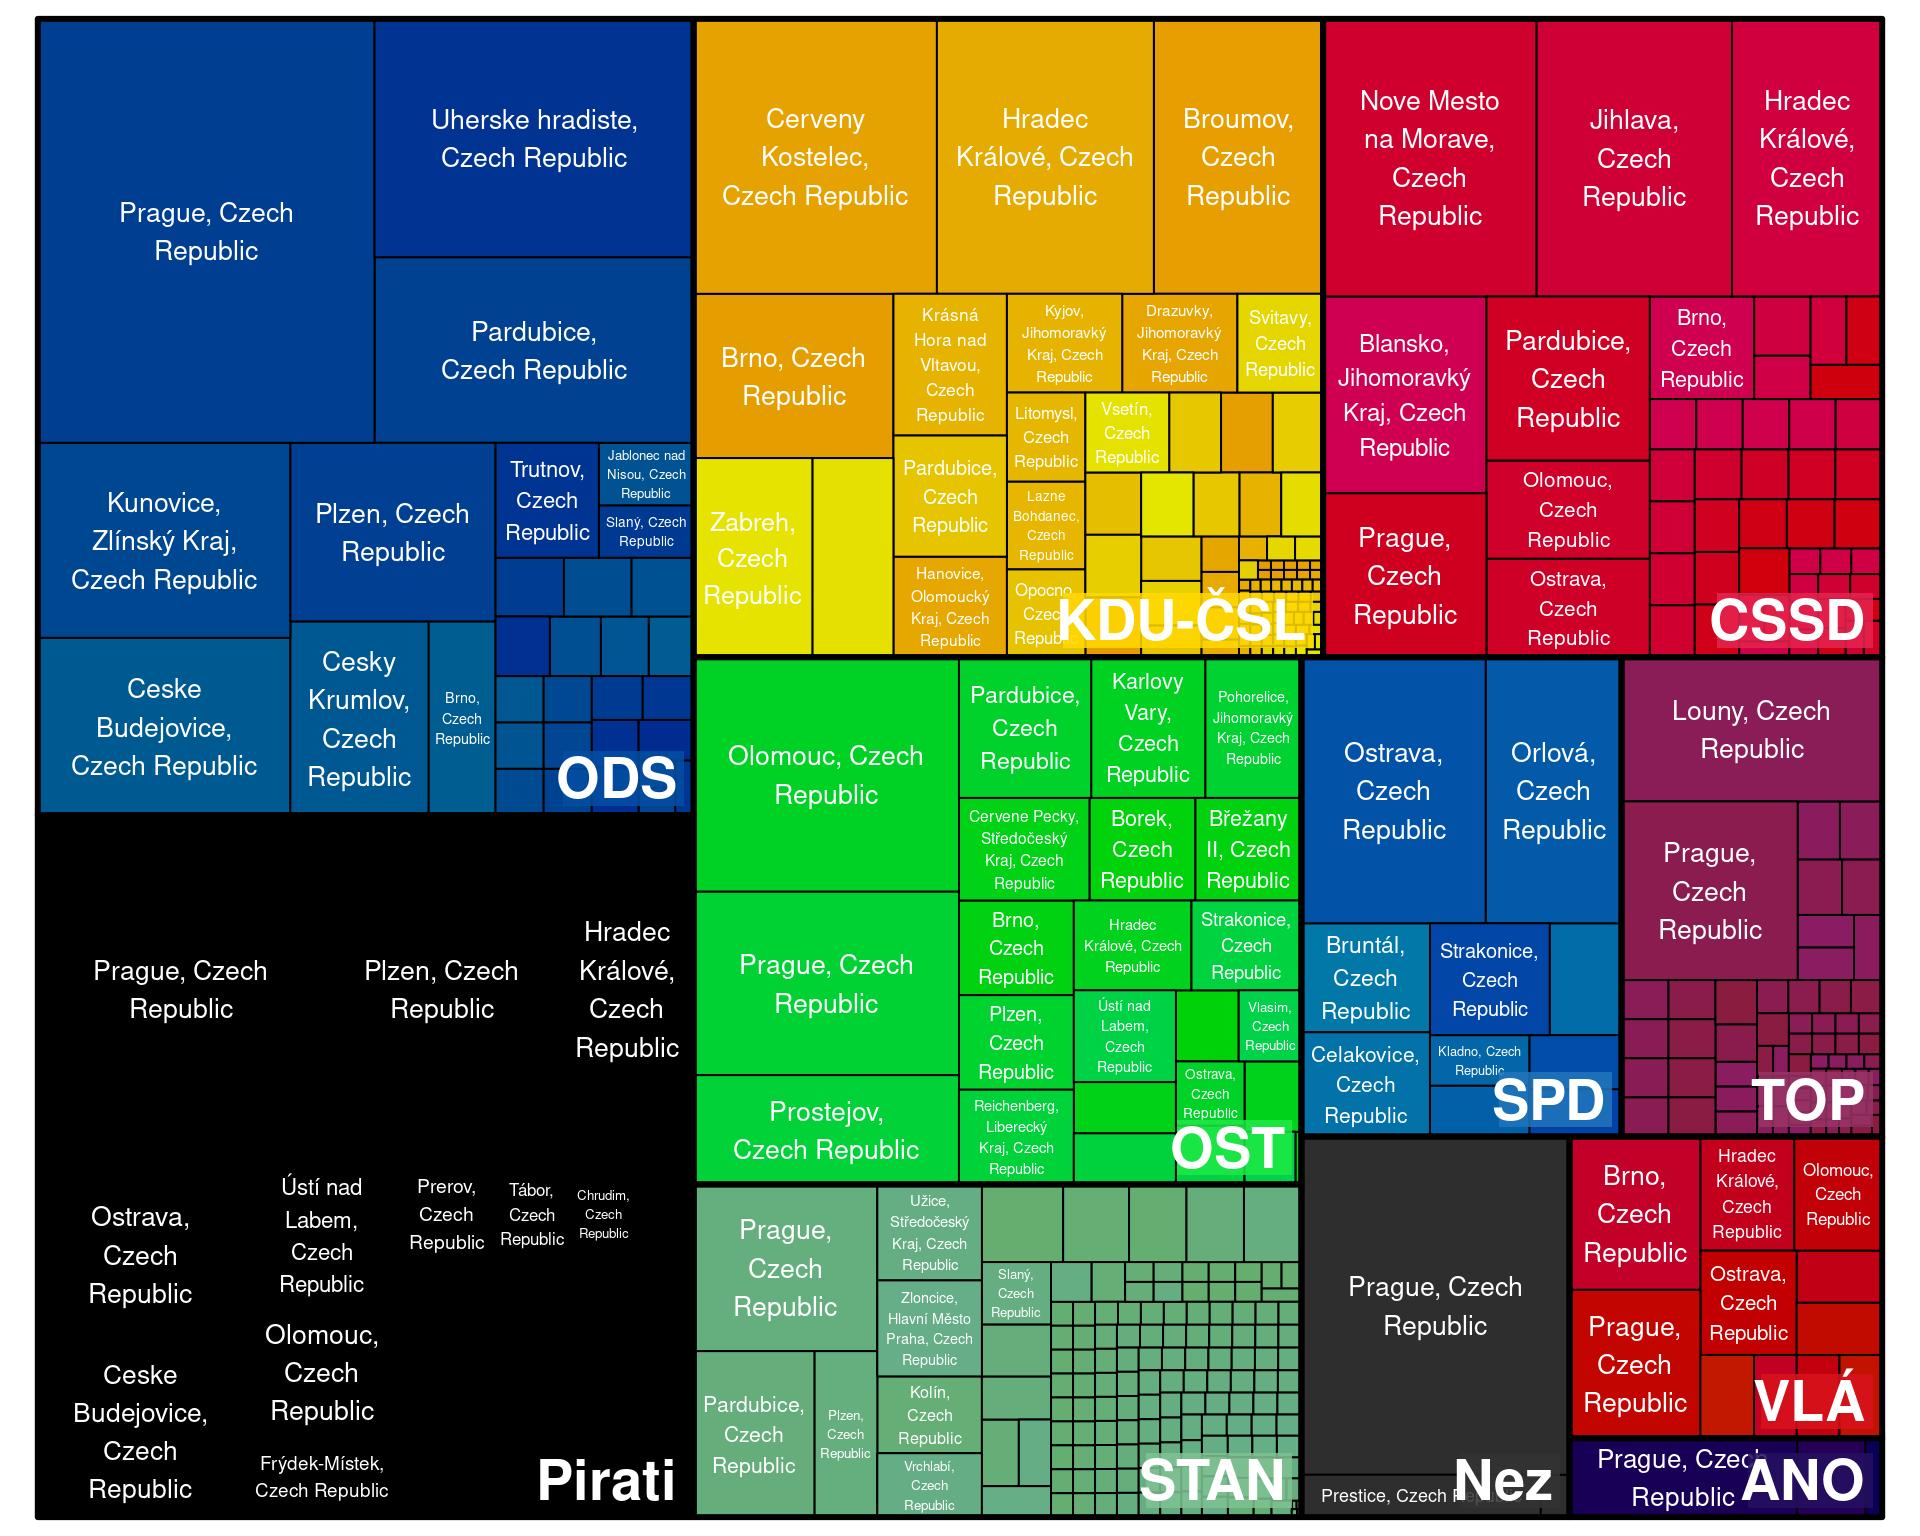 Prague, Czech
Republic
Uherske hradiste,
Czech Republic
Pardubice,
Czech Republic
Kunovice,
Zlínský Kraj,
Czech Republic
Ceske
Budejovice,
Czech Republic
Plzen, Czech
Republic
Cesky
Krumlov,
Czech
Republic
Brno,
Czech
Republic
Trutnov,
Czech
Republic
Jablonec nad
Nisou, Czech
Republic
Slaný, Czech
Republic
ODS
Cerveny
Kostelec,
Czech Republic
Hradec
Králové, Czech
Republic
Broumov,
Czech
Republic
Brno, Czech
Republic
Zabreh,
Czech
Republic
Krásná
Hora nad
Vltavou,
Czech
Republic
Pardubice,
Czech
Republic
Hanovice,
Olomoucký
Kraj, Czech
Republic
Kyjov,
Jihomoravký
Kraj, Czech
Republic
Drazuvky,
Jihomoravký
Kraj, Czech
Republic
Svitavy,
Czech
Republic
Litomysl,
Czech
Republic
Vsetín,
Czech
Republic
Lazne
Bohdanec,
Czech
Republic
Opocno,
Czech
Republic
KDU-ČSL
Nove Mesto
na Morave,
Czech
Republic
Jihlava,
Czech
Republic
Hradec
Králové,
Czech
Republic
Blansko,
Jihomoravký
Kraj, Czech
Republic
Prague,
Czech
Republic
Pardubice,
Czech
Republic
Olomouc,
Czech
Republic
Ostrava,
Czech
Republic
Brno,
Czech
Republic
CSSD
Prague, Czech
Republic
Plzen, Czech
Republic
Hradec
Králové,
Czech
Republic
Ostrava,
Czech
Republic
Ceske
Budejovice,
Czech
Republic
Ústí nad
Labem,
Czech
Republic
Olomouc,
Czech
Republic
Frýdek-Místek,
Czech Republic
Prerov,
Czech
Republic
Tábor,
Czech
Republic
Chrudim,
Czech
Republic
Pirati
Olomouc, Czech
Republic
Prague, Czech
Republic
Prostejov,
Czech Republic
Pardubice,
Czech
Republic
Karlovy
Vary,
Czech
Republic
Pohorelice,
Jihomoravký
Kraj, Czech
Republic
Cervene Pecky,
Středočeský
Kraj, Czech
Republic
Borek,
Czech
Republic
Břežany
II, Czech
Republic
Brno,
Czech
Republic
Plzen,
Czech
Republic
Reichenberg,
Liberecký
Kraj, Czech
Republic
Hradec
Králové, Czech
Republic
Strakonice,
Czech
Republic
Ústí nad
Labem,
Czech
Republic
Vlasim,
Czech
Republic
Ostrava,
Czech
Republic
OST
Prague,
Czech
Republic
Pardubice,
Czech
Republic
Plzen,
Czech
Republic
Užice,
Středočeský
Kraj, Czech
Republic
Zloncice,
Hlavní Město
Praha, Czech
Republic
Kolín,
Czech
Republic
Vrchlabí,
Czech
Republic
Slaný,
Czech
Republic
STAN
Ostrava,
Czech
Republic
Orlová,
Czech
Republic
Bruntál,
Czech
Republic
Celakovice,
Czech
Republic
Strakonice,
Czech
Republic
Kladno, Czech
Republic
SPD
Louny, Czech
Republic
Prague,
Czech
Republic
TOP
Prague, Czech
Republic
Prestice, Czech Republic
Nez
Brno,
Czech
Republic
Prague,
Czech
Republic
Hradec
Králové,
Czech
Republic
Olomouc,
Czech
Republic
Ostrava,
Czech
Republic
VLÁ
Prague, Czech
Republic
ANO